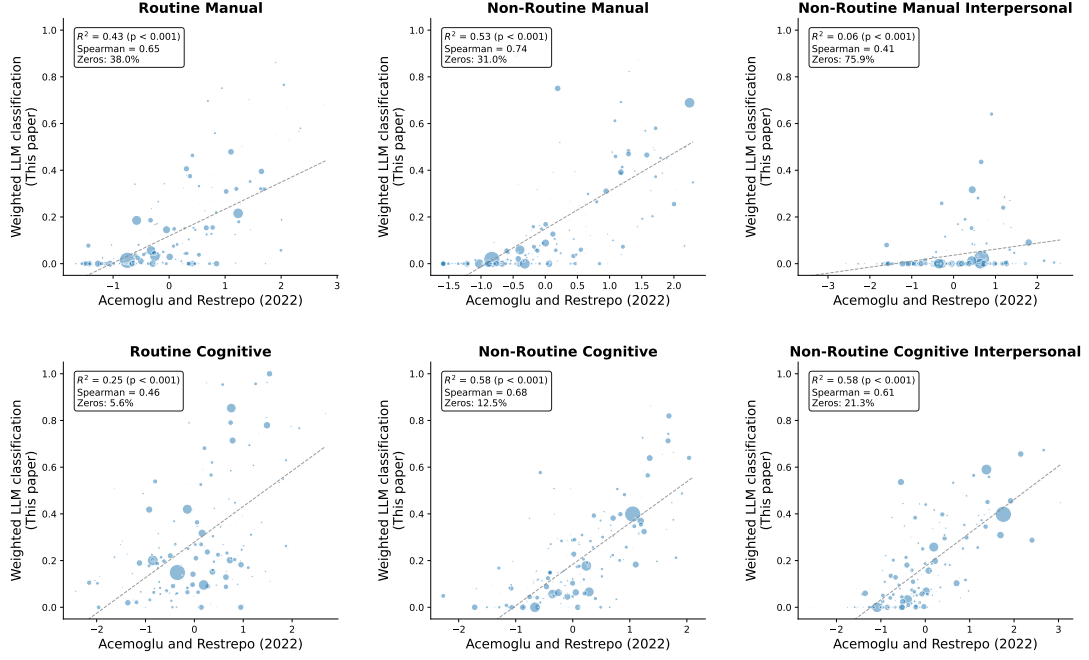 Routine Manual
R² = 0.43 (p < 0.001)
Spearman = 0.65
Zeros: 38.0%
Weighted LLM classification
(This paper)
1.0
0.8
0.6
0.4
0.2
0.0
−1 0 1 2 3
Acemoglu and Restrepo (2022)
Non-Routine Manual
R² = 0.53 (p < 0.001)
Spearman = 0.74
Zeros: 31.0%
Weighted LLM classification
(This paper)
1.0
0.8
0.6
0.4
0.2
0.0
−1.5 −1.0 −0.5 0.0 0.5 1.0 1.5 2.0
Acemoglu and Restrepo (2022)
Non-Routine Manual Interpersonal
R² = 0.06 (p < 0.001)
Spearman = 0.41
Zeros: 75.9%
Weighted LLM classification
(This paper)
1.0
0.8
0.6
0.4
0.2
0.0
−3 −2 −1 0 1 2
Acemoglu and Restrepo (2022)
Routine Cognitive
R² = 0.25 (p < 0.001)
Spearman = 0.46
Zeros: 5.6%
Weighted LLM classification
(This paper)
1.0
0.8
0.6
0.4
0.2
0.0
−2 −1 0 1 2
Acemoglu and Restrepo (2022)
Non-Routine Cognitive
R² = 0.58 (p < 0.001)
Spearman = 0.68
Zeros: 12.5%
Weighted LLM classification
(This paper)
1.0
0.8
0.6
0.4
0.2
0.0
−2 −1 0 1 2
Acemoglu and Restrepo (2022)
Non-Routine Cognitive Interpersonal
R² = 0.58 (p < 0.001)
Spearman = 0.61
Zeros: 21.3%
Weighted LLM classification
(This paper)
1.0
0.8
0.6
0.4
0.2
0.0
−2 −1 0 1 2 3
Acemoglu and Restrepo (2022)